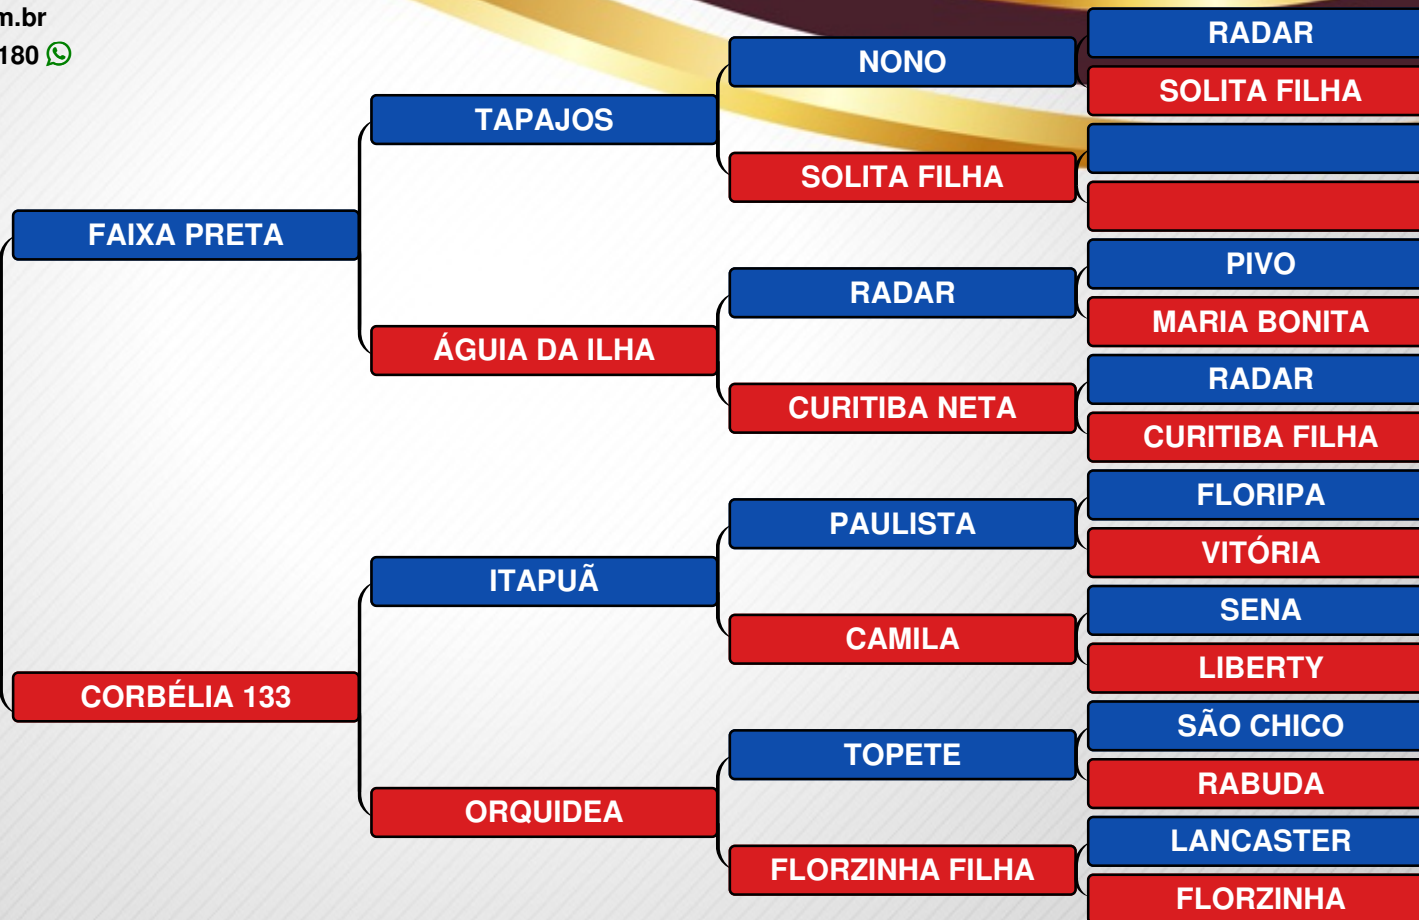 m.br
180
RADAR
NONO
SOLITA FILHA
TAPAJOS
SOLITA FILHA
FAIXA PRETA
PIVO
RADAR
MARIA BONITA
ÁGUIA DA ILHA
RADAR
CURITIBA NETA
CURITIBA FILHA
FLORIPA
PAULISTA
VITÓRIA
ITAPUÃ
SENA
CAMILA
LIBERTY
CORBÉLIA 133
SÃO CHICO
TOPETE
RABUDA
ORQUIDEA
LANCASTER
FLORZINHA FILHA
FLORZINHA